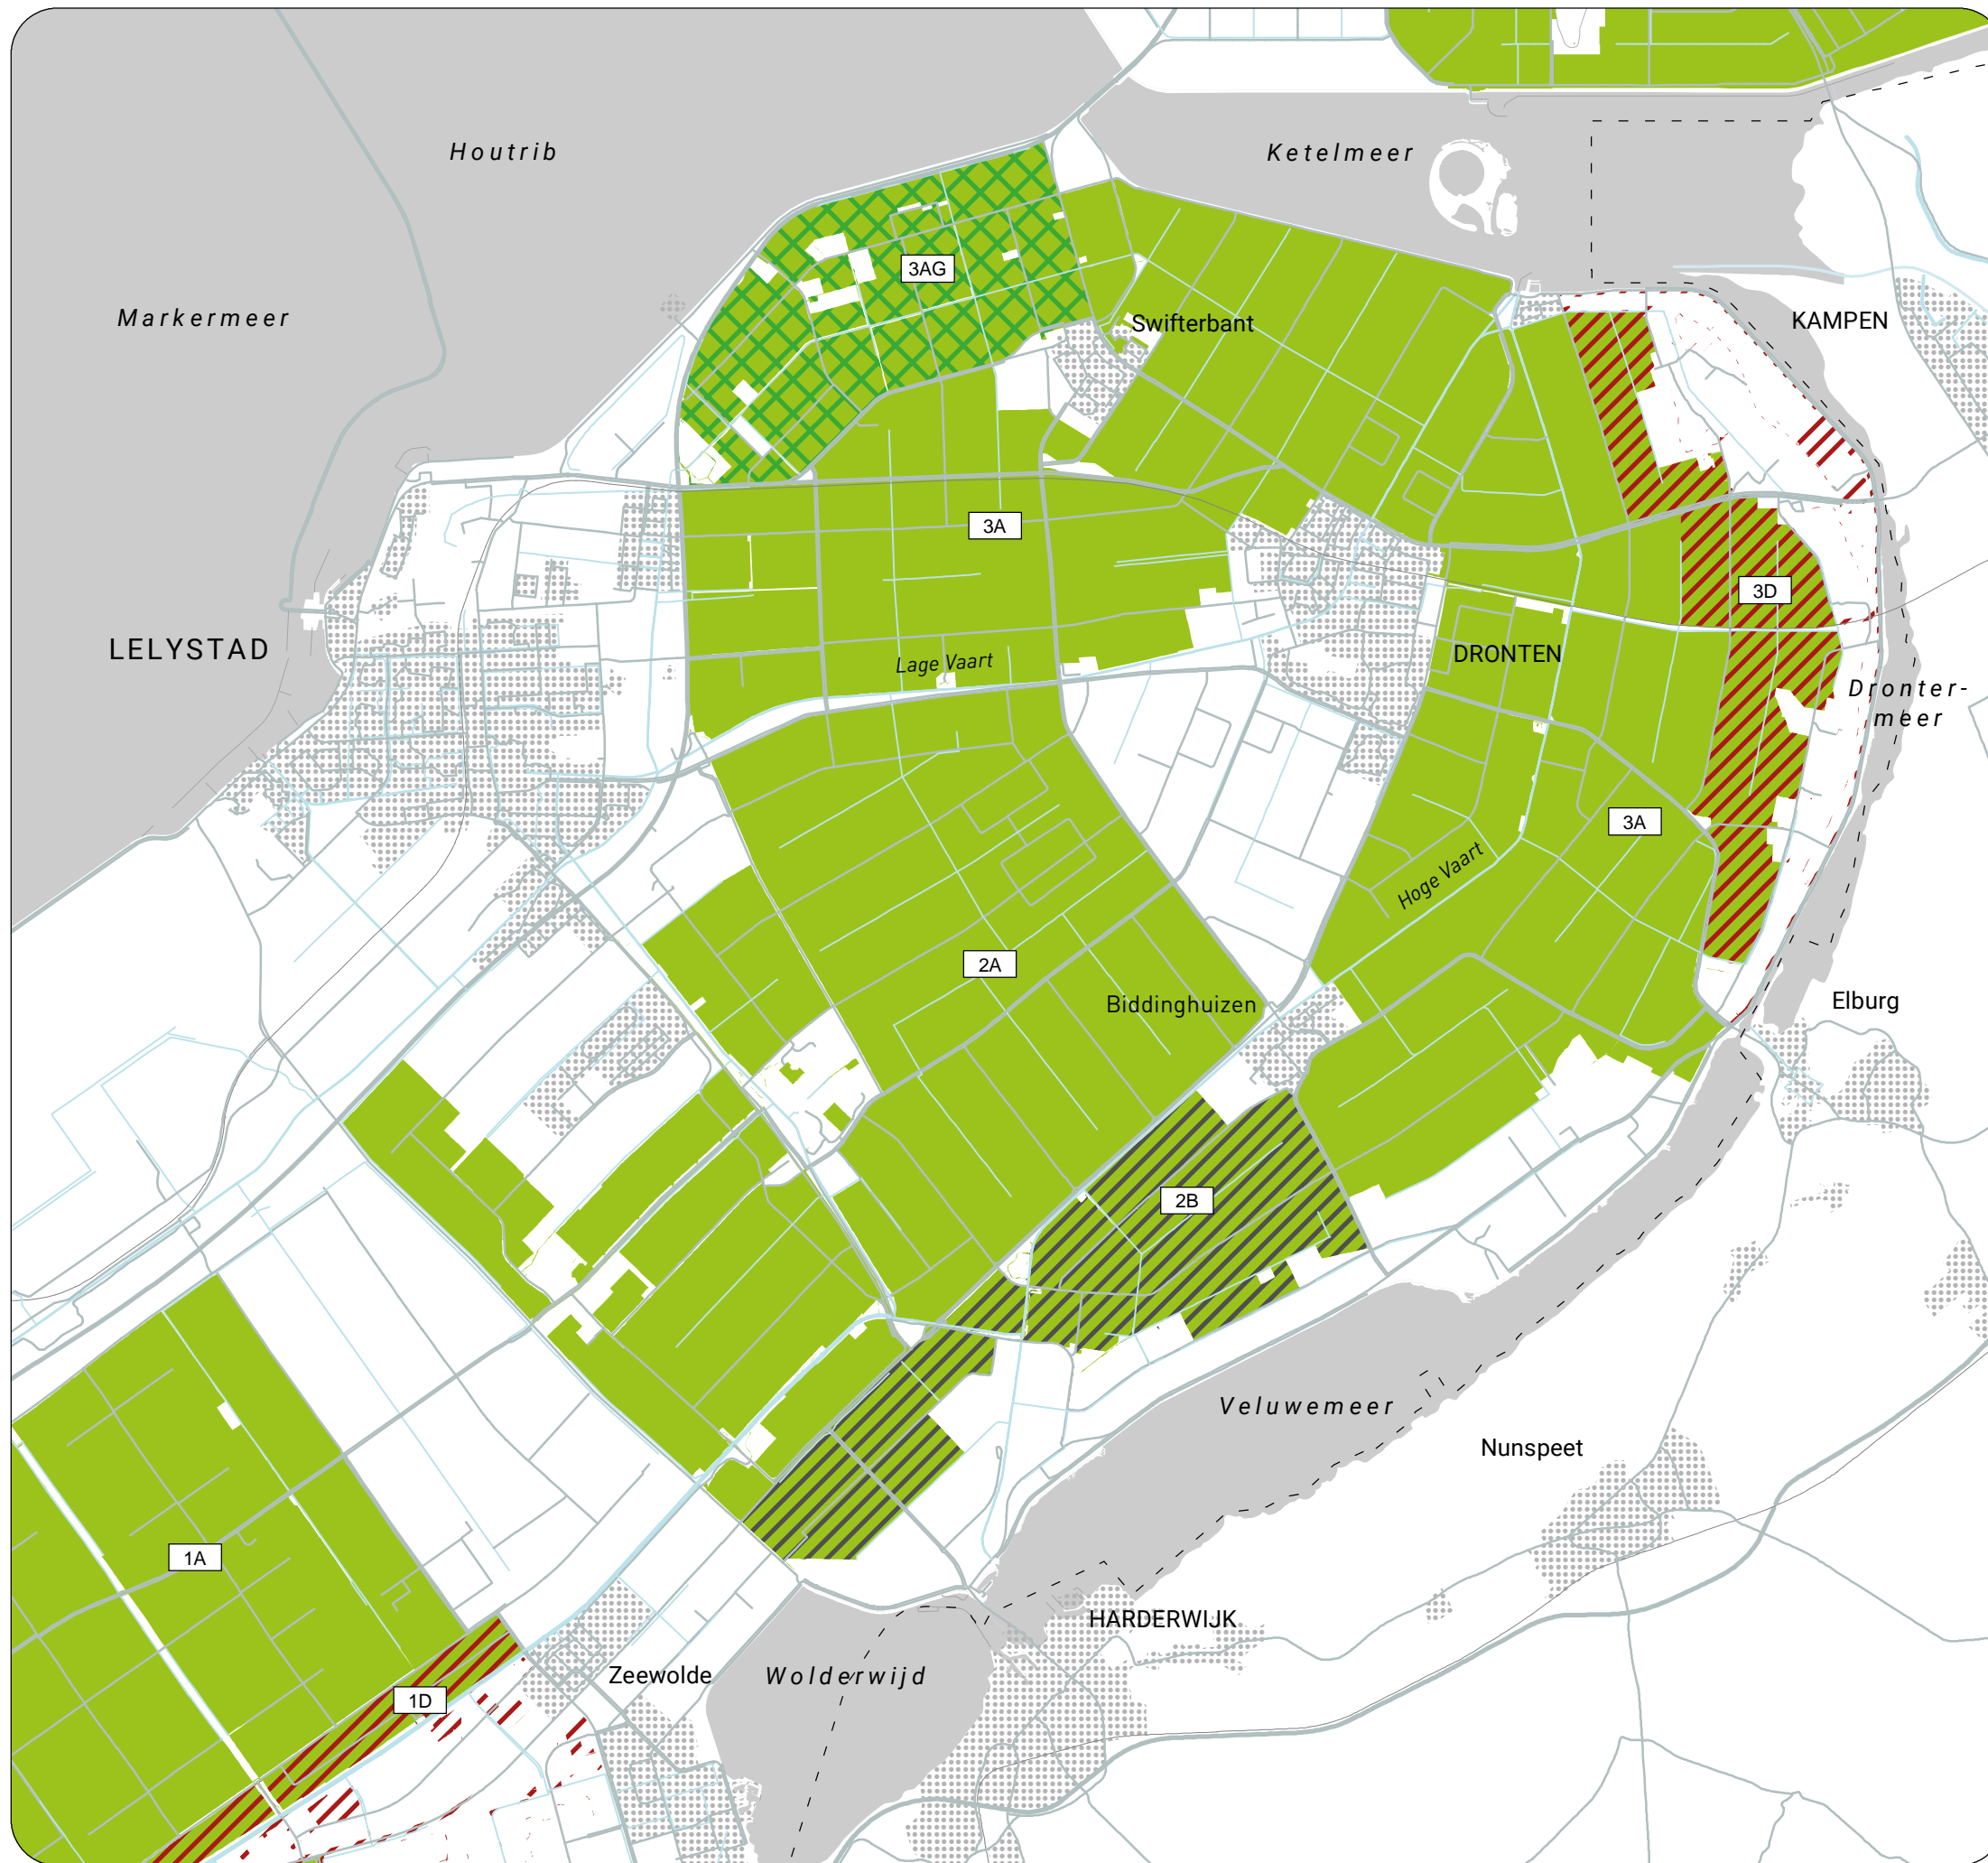 Houtrib
Ketelmeer
3AG
Markermeer
Swifterbant
KAMPEN
3A
3D
LELYSTAD
Lage Vaart
DRONTEN
Dronter-
meer
3A
Hoge Vaart
2A
Biddinghuizen
Elburg
2B
Veluwemeer
Nunspeet
1A
HARDERWIJK
Zeewolde
Wolderwijd
1D